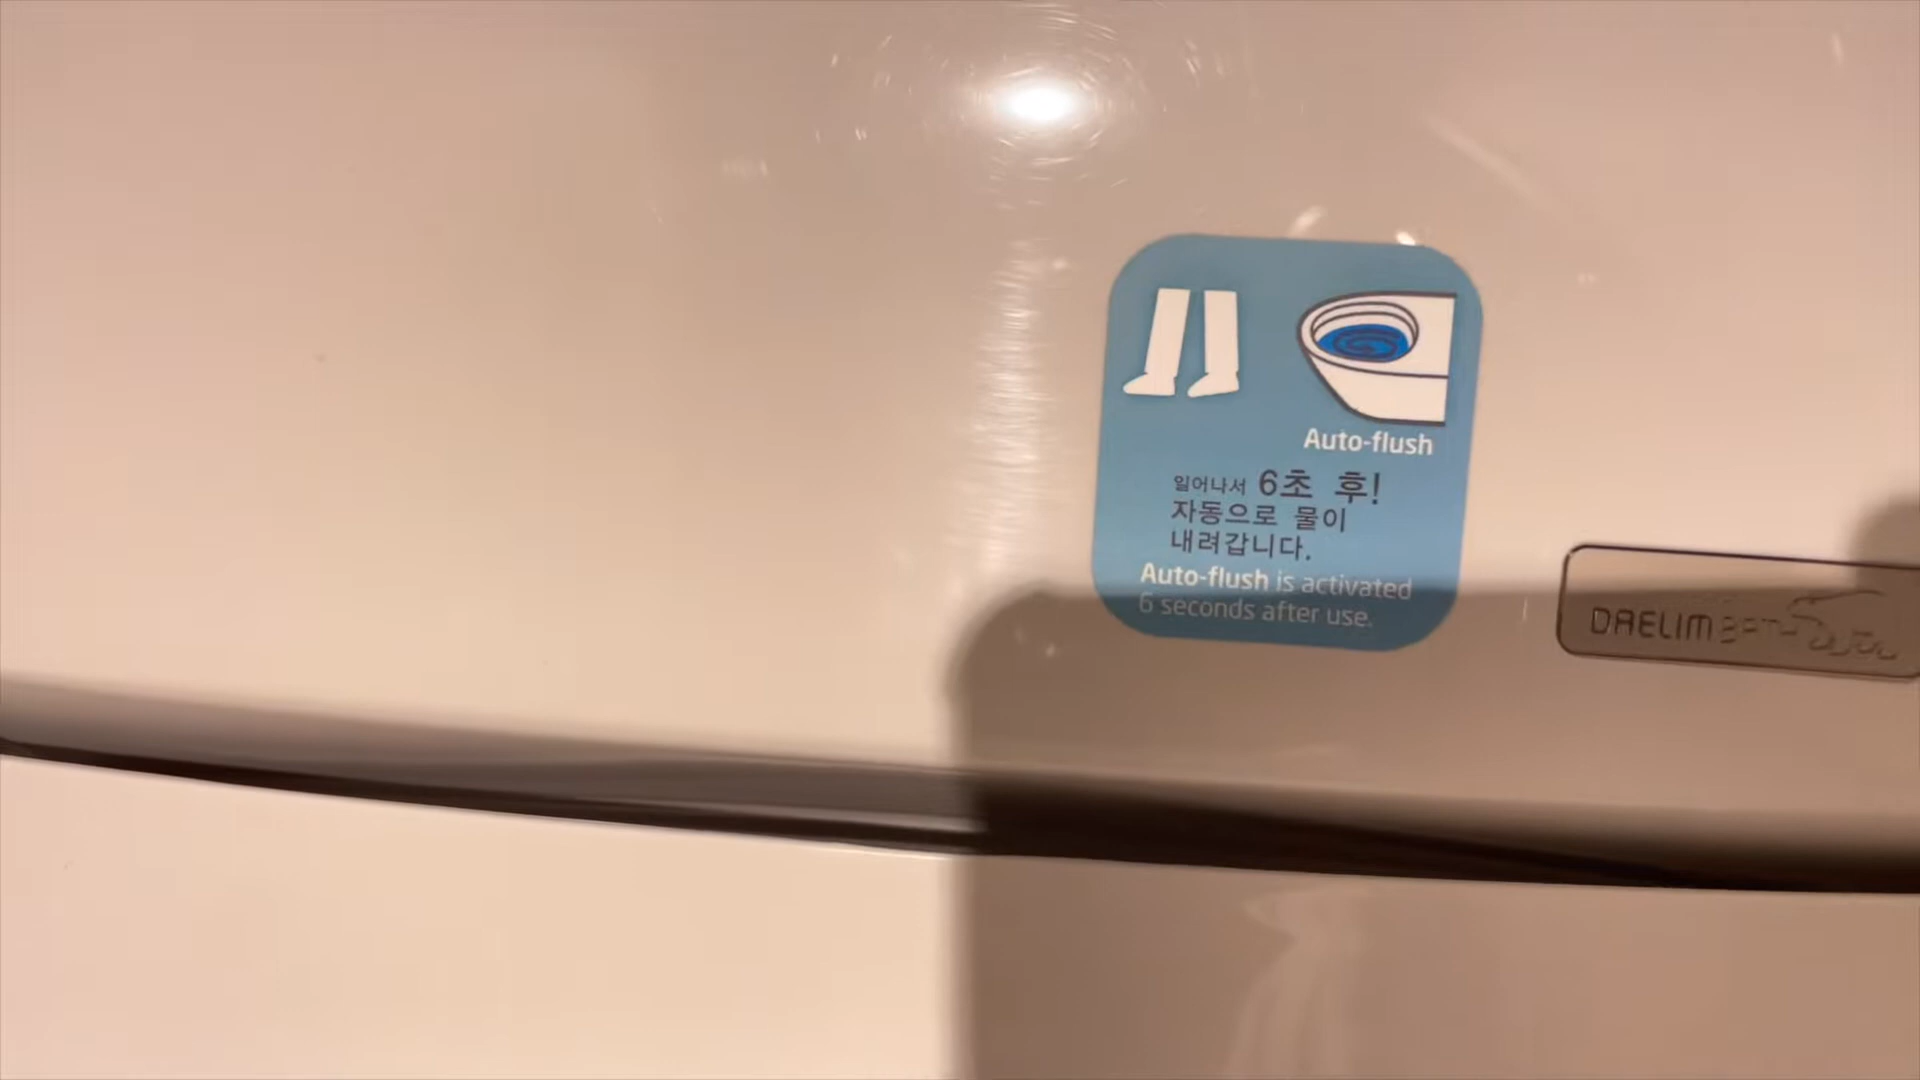 Auto-flush
일어나서 6초 후!
자동으로 물이
내려갑니다.
Auto-flush is activated
6 seconds after use.
DAELIM